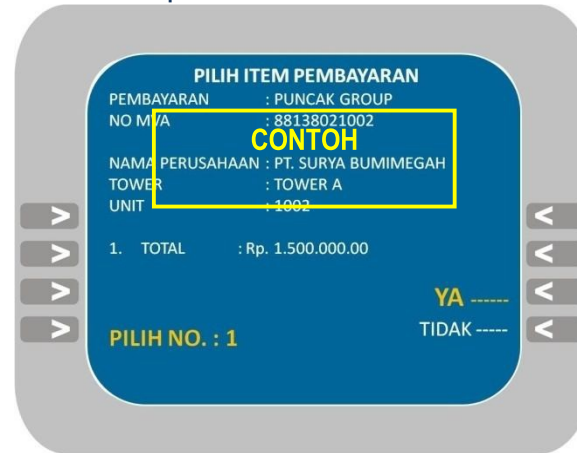 PILIH ITEM PEMBAYARAN
PEMBAYARAN : PUNCAK GROUP
NO MVA : 88138021002
CONTOH
NAMA PERUSAHAAN : PT. SURYA BUMIMEGAH
TOWER : TOWER A
UNIT : 1002
1. TOTAL : Rp. 1.500.000.00
YA ------
PILIH NO. : 1
TIDAK -----